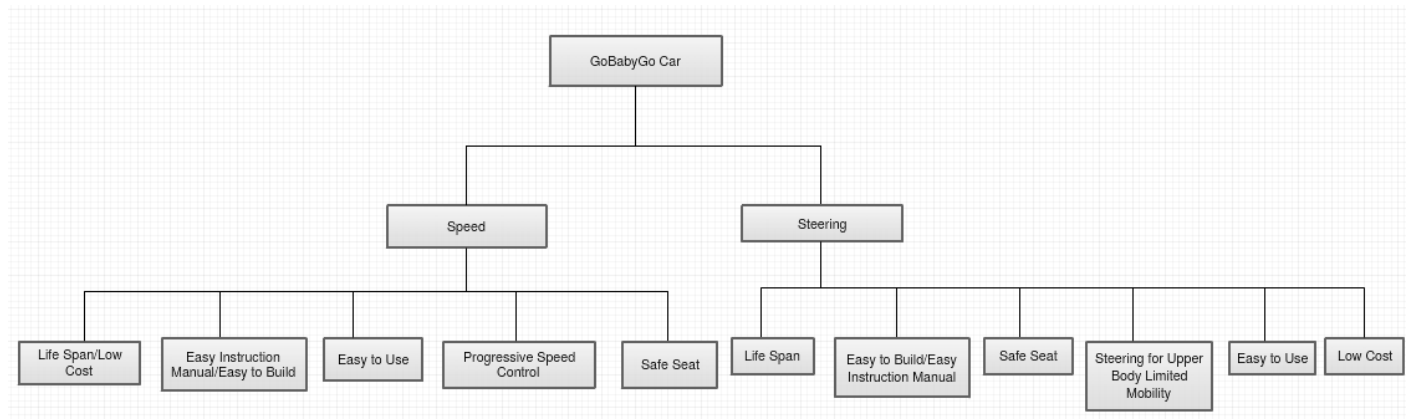 GoBabyGo Car
Speed
Steering
Life Span/Low
Cost
Easy Instruction
Manual/Easy to Build
Easy to Use
Progressive Speed
Control
Safe Seat
Life Span
Easy to Build/Easy
Instruction Manual
Safe Seat
Steering for Upper
Body Limited
Mobility
Easy to Use
Low Cost